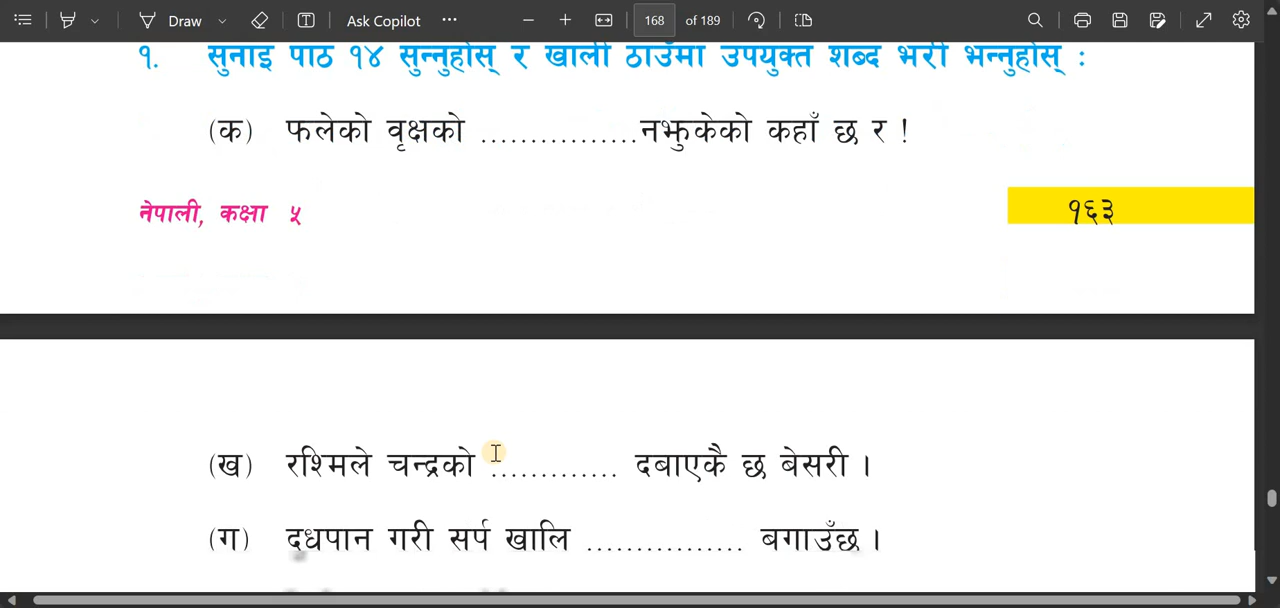 Draw
Ask Copilot
168 of 189
१. सुनाइ पाठ १४ सुन्नुहोस् र खाली ठाउँमा उपयुक्त शब्द भरी भन्नुहोस् :
(क) फलेको वृक्षको ................नझुकेको कहाँ छ र !
नेपाली, कक्षा ५
१६३
(ख) रश्मिले चन्द्रको ............. दबाएकै छ बेसरी ।
(ग) दुधपान गरी सर्प खालि ................ बगाउँछ ।